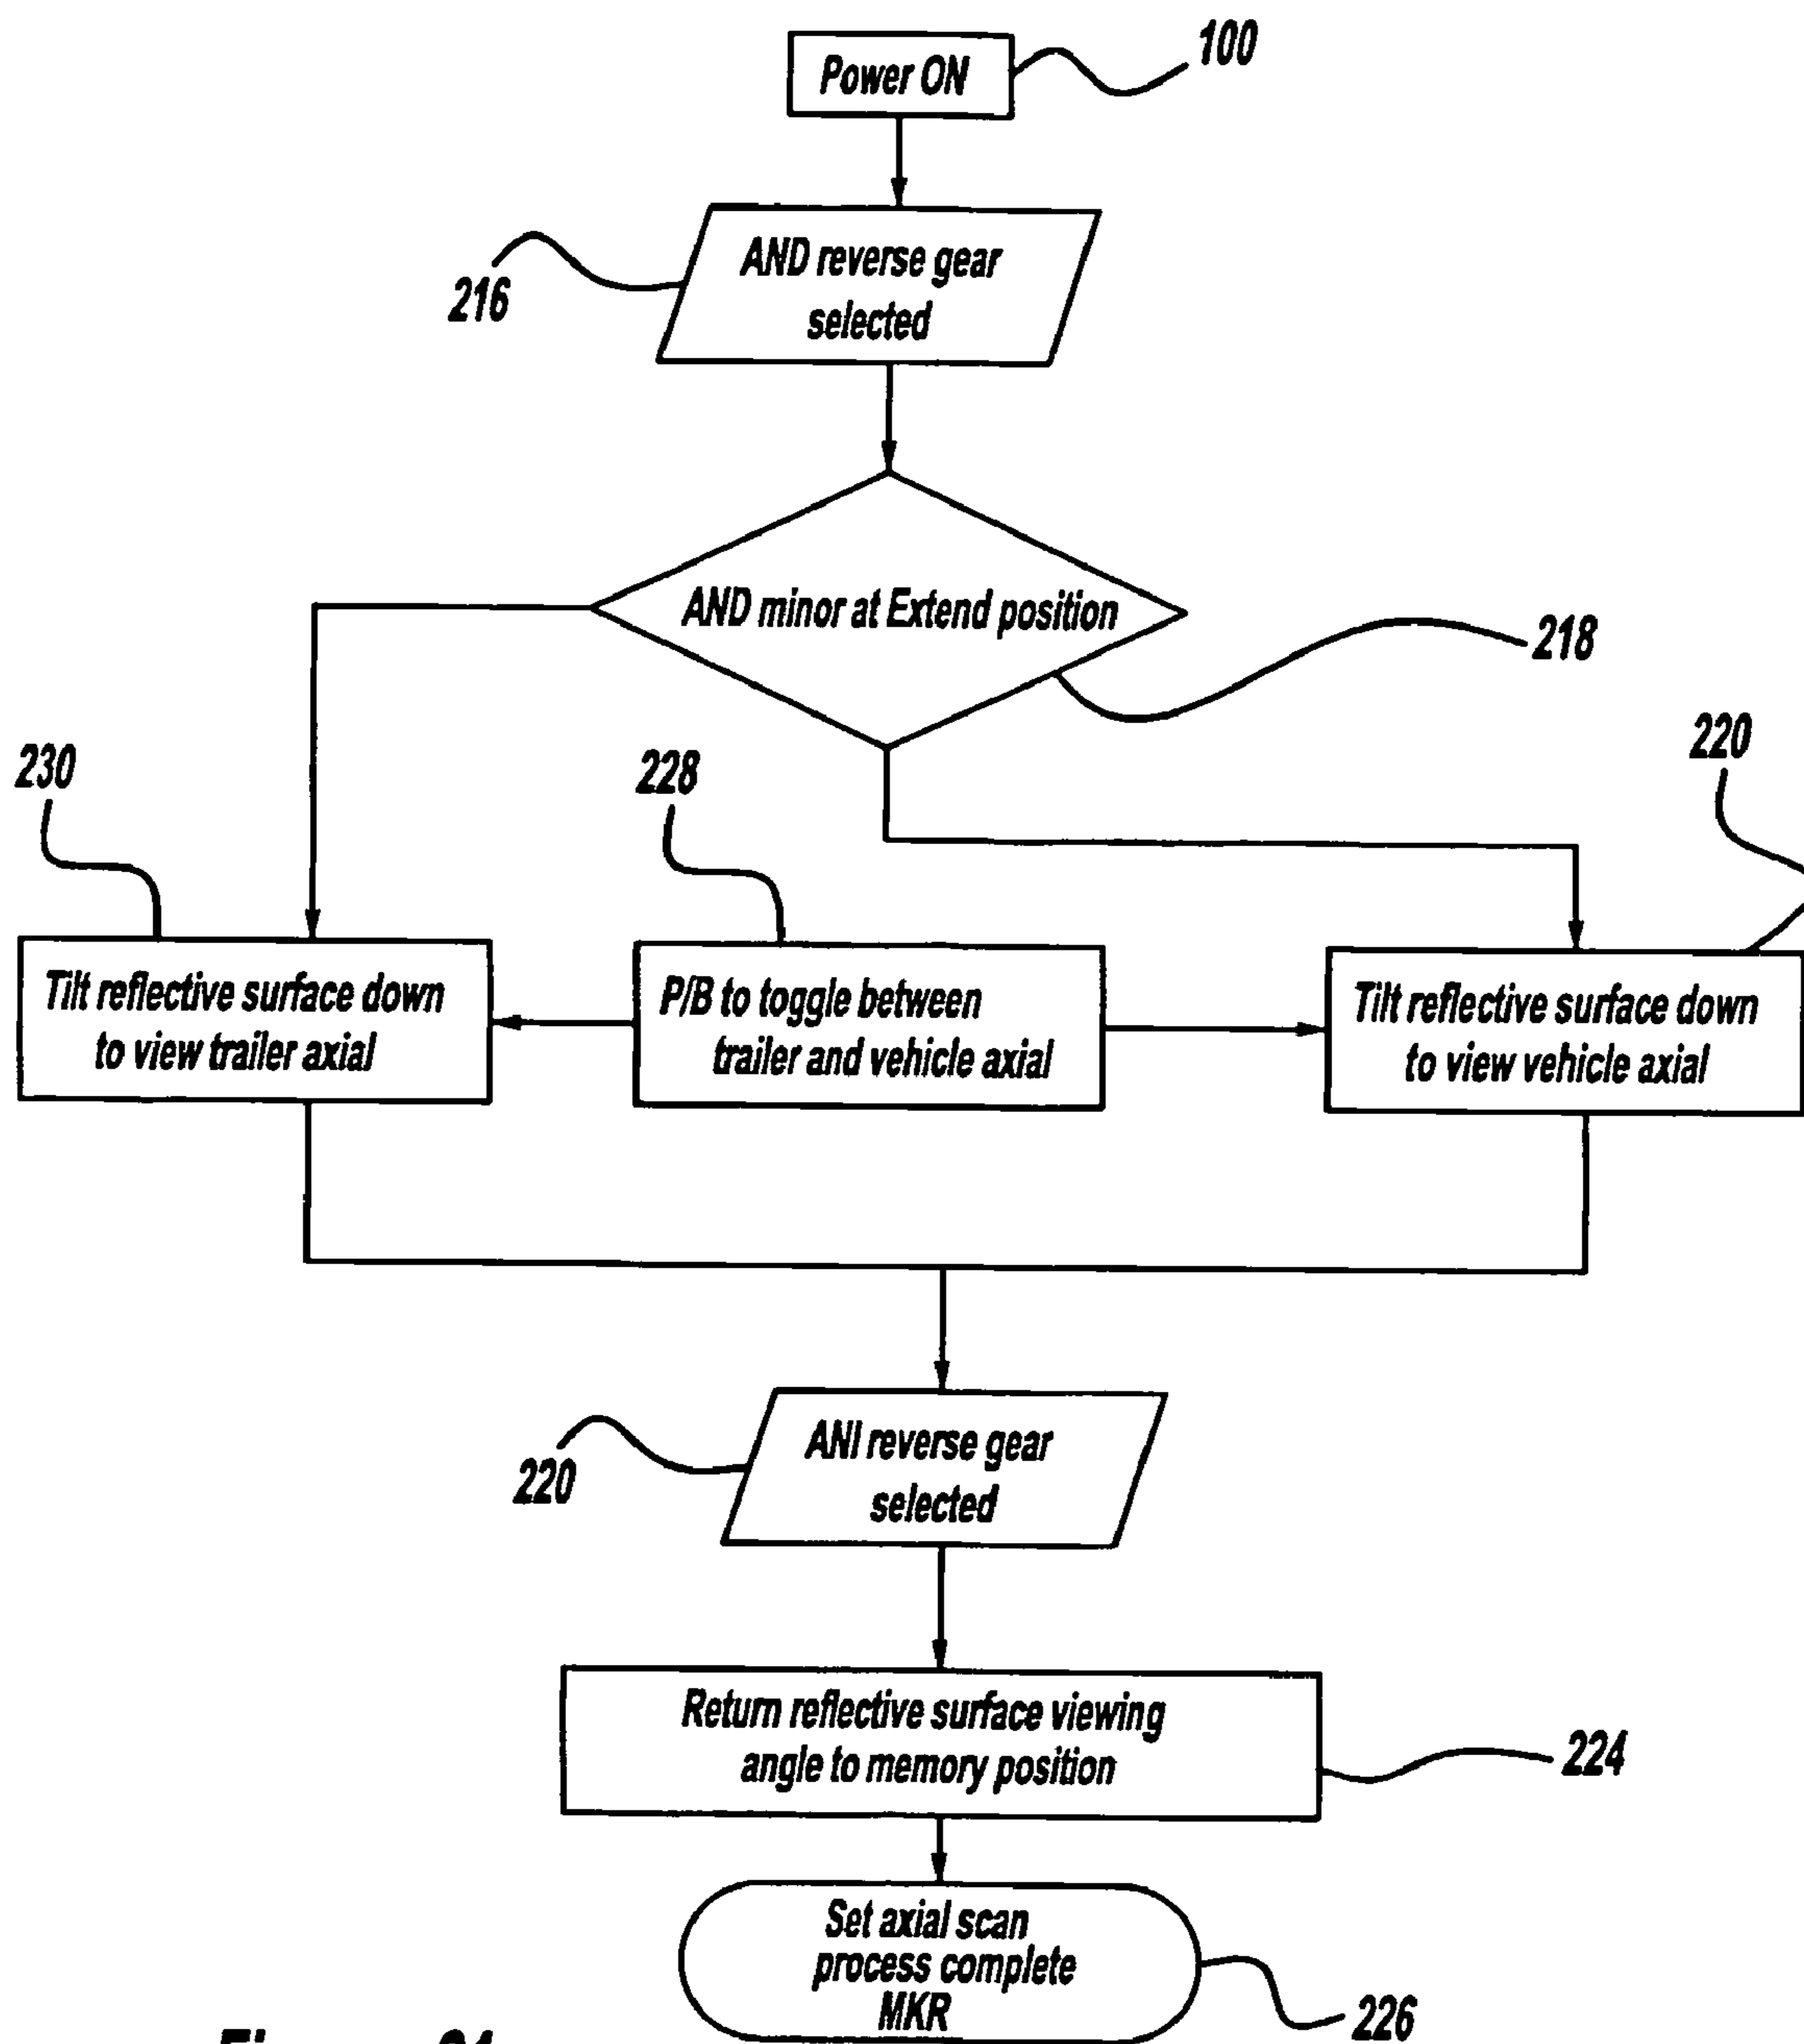 Power ON
100
AND reverse gear
selected
216
AND minor at Extend position
218
230
228
220
Tilt reflective surface down
to view trailer axial
P/B to toggle between
trailer and vehicle axial
Tilt reflective surface down
to view vehicle axial
ANI reverse gear
selected
220
Return reflective surface viewing
angle to memory position
224
Set axial scan
process complete
MKR
226